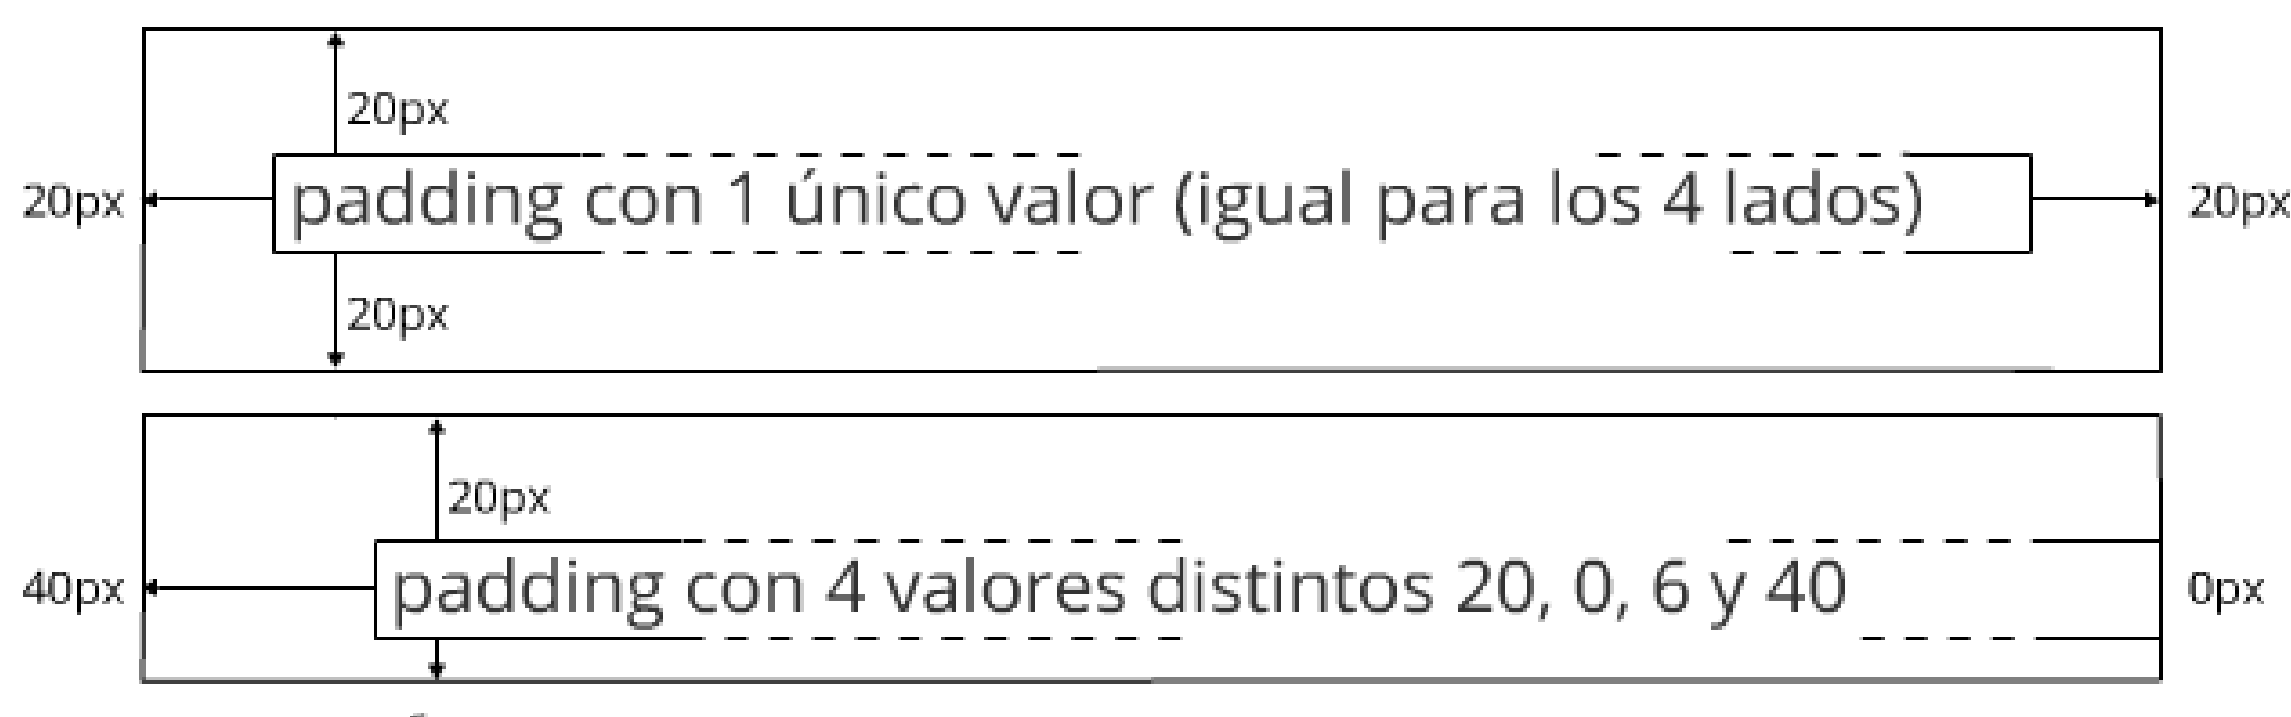 20px
20px padding con 1 único valor (igual para los 4 lados) 20px
20px
20px
40px padding con 4 valores distintos 20, 0, 6 y 40 0px